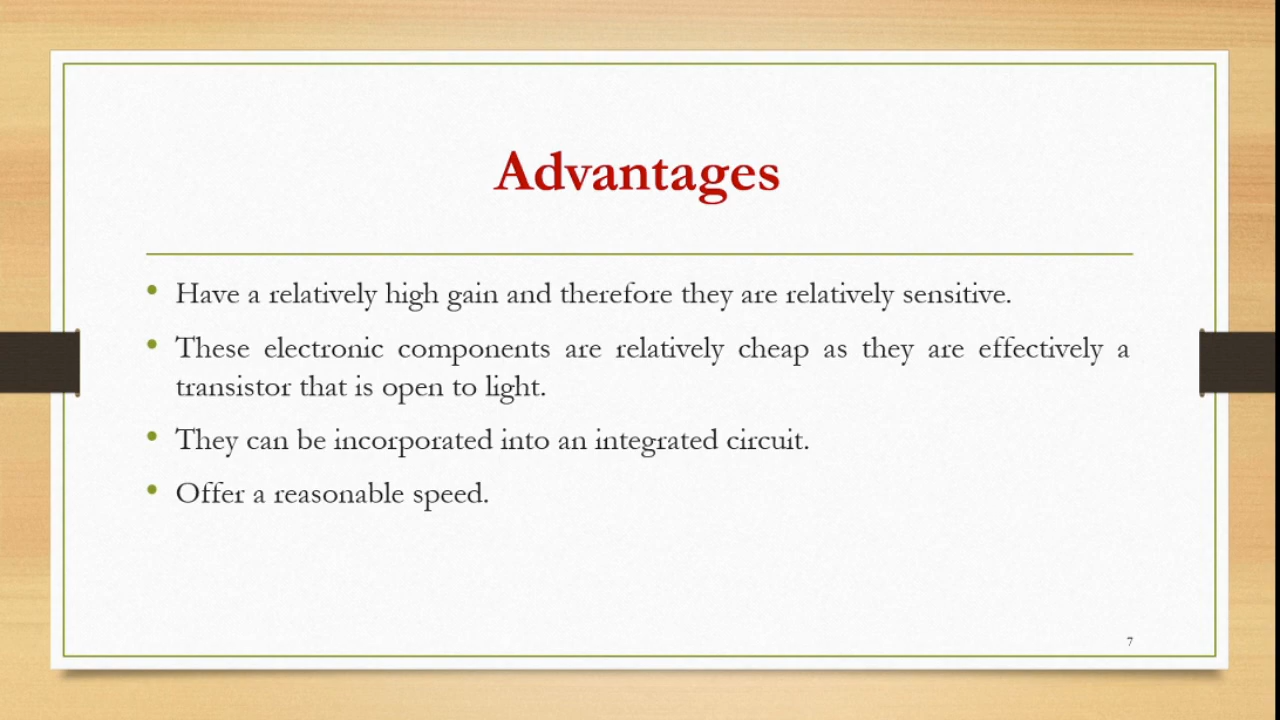 Advantages
• Have a relatively high gain and therefore they are relatively sensitive.
• These electronic components are relatively cheap as they are effectively a
transistor that is open to light.
• They can be incorporated into an integrated circuit.
• Offer a reasonable speed.
7